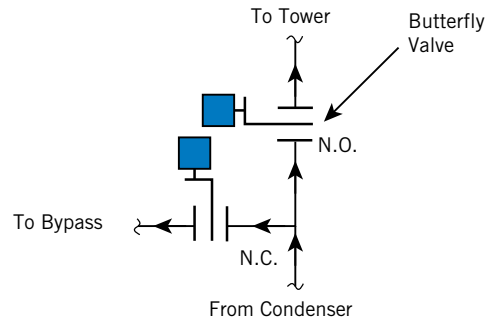 To Tower
Butterfly
Valve
N.O.
To Bypass
N.C.
From Condenser